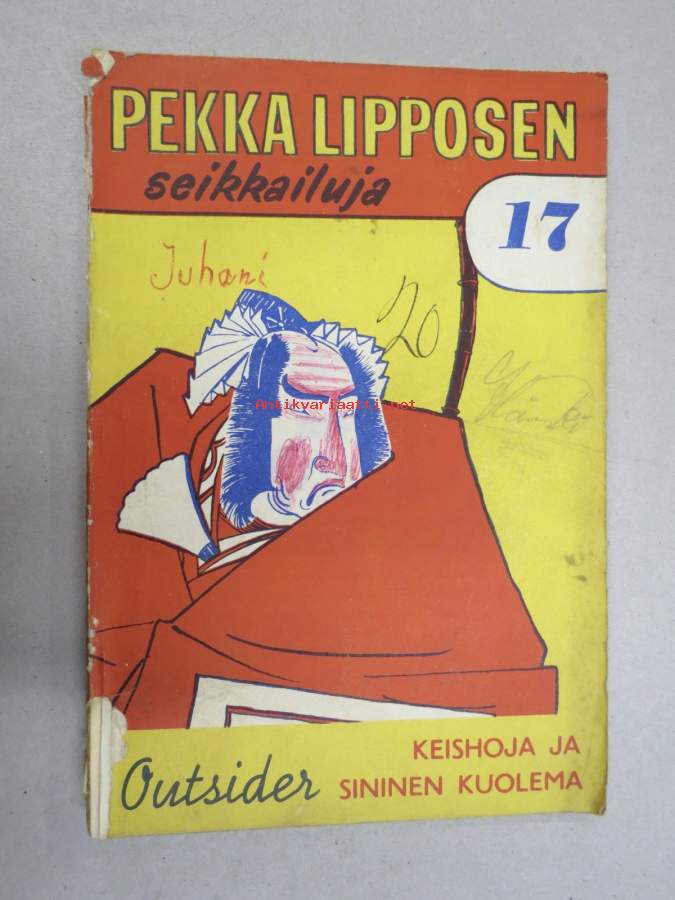 PEKKA LIPPOSEN
seikkailuja
17
Juhani
20
Antikvariaatti.net
Outsider
KEISHOJA JA
SININEN KUOLEMA